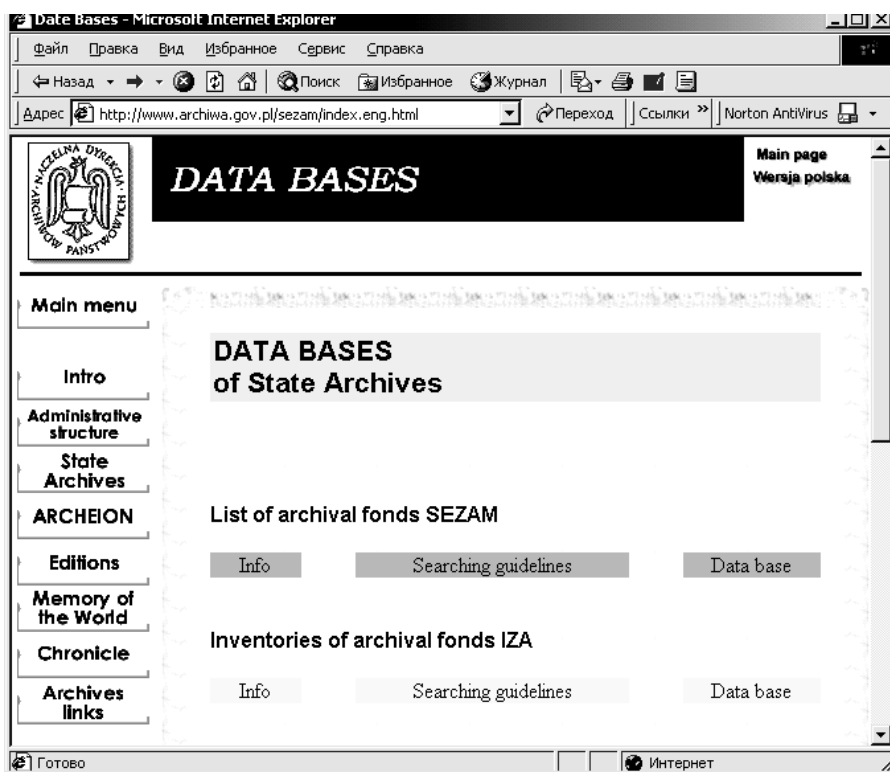 Date Bases - Microsoft Internet Explorer
Файл Правка Вид Избранное Сервис Справка
Назад Поиск Избранное Журнал
Адрес http://www.archiwa.gov.pl/sezam/index.eng.html Переход Ссылки >> Norton AntiVirus
NACZELNA DYREKCJA ARCHIWÓW PAŃSTWOWYCH
DATA BASES
Main page
Wersja polska
Main menu
Intro
Administrative
structure
State
Archives
ARCHEION
Editions
Memory of
the World
Chronicle
Archives
links
DATA BASES
of State Archives
List of archival fonds SEZAM
Info Searching guidelines Data base
Inventories of archival fonds IZA
Info Searching guidelines Data base
Готово Интернет